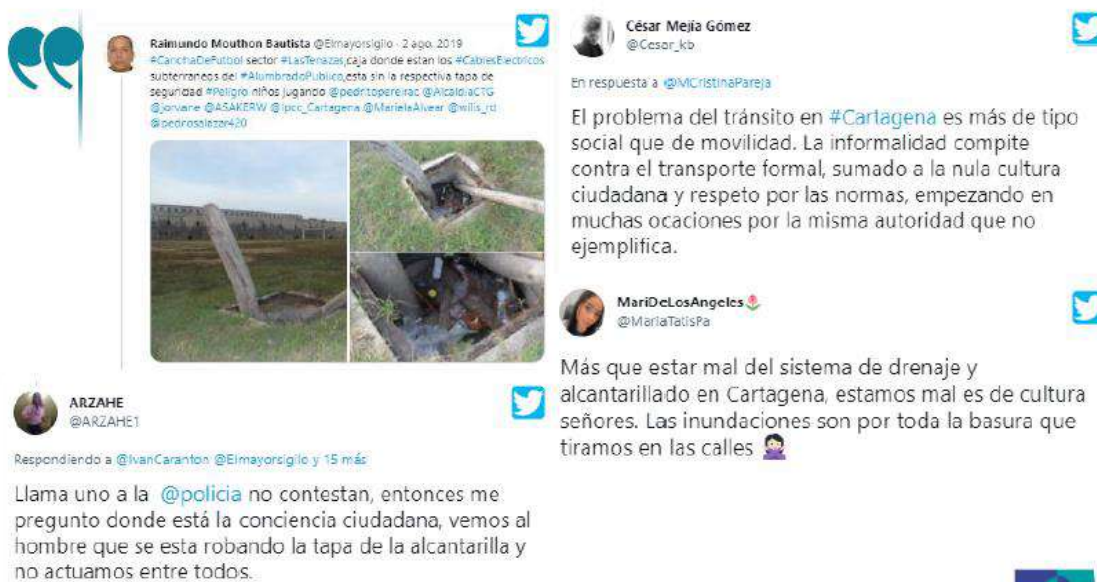 Raimundo Mouthon Bautista @Elmayorsigilo · 2 ago. 2019
#CanchaDeFutbol sector #LasTenazas,caja donde estan los #CablesElectricos
subterraneos del #AlumbradoPublico,esta sin la respectiva tapa de
seguridad #Peligro niños jugando @pedritopereirac @AlcaldiaCTG
@jorvane @ASAKERW @Ipcc_Cartagena @MarielaAlvear @wilis_rd
@pedrosalazar420
ARZAHE
@ARZAHE1
Respondiendo a @IvanCaranton @Elmayorsigilo y 15 más
Llama uno a la @policia no contestan, entonces me
pregunto donde está la conciencia ciudadana, vemos al
hombre que se esta robando la tapa de la alcantarilla y
no actuamos entre todos.
César Mejía Gómez
@Cesar_kb
En respuesta a @MCristinaPareja
El problema del tránsito en #Cartagena es más de tipo
social que de movilidad. La informalidad compite
contra el transporte formal, sumado a la nula cultura
ciudadana y respeto por las normas, empezando en
muchas ocaciones por la misma autoridad que no
ejemplifica.
MariDeLosAngeles🌷
@MariaTatisPa
Más que estar mal del sistema de drenaje y
alcantarillado en Cartagena, estamos mal es de cultura
señores. Las inundaciones son por toda la basura que
tiramos en las calles 🤦🏻‍♀️